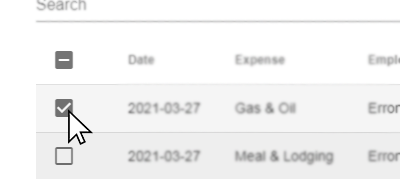 Search
Date Expense
2021-03-27 Gas & Oil
2021-03-27 Meal & Lodging